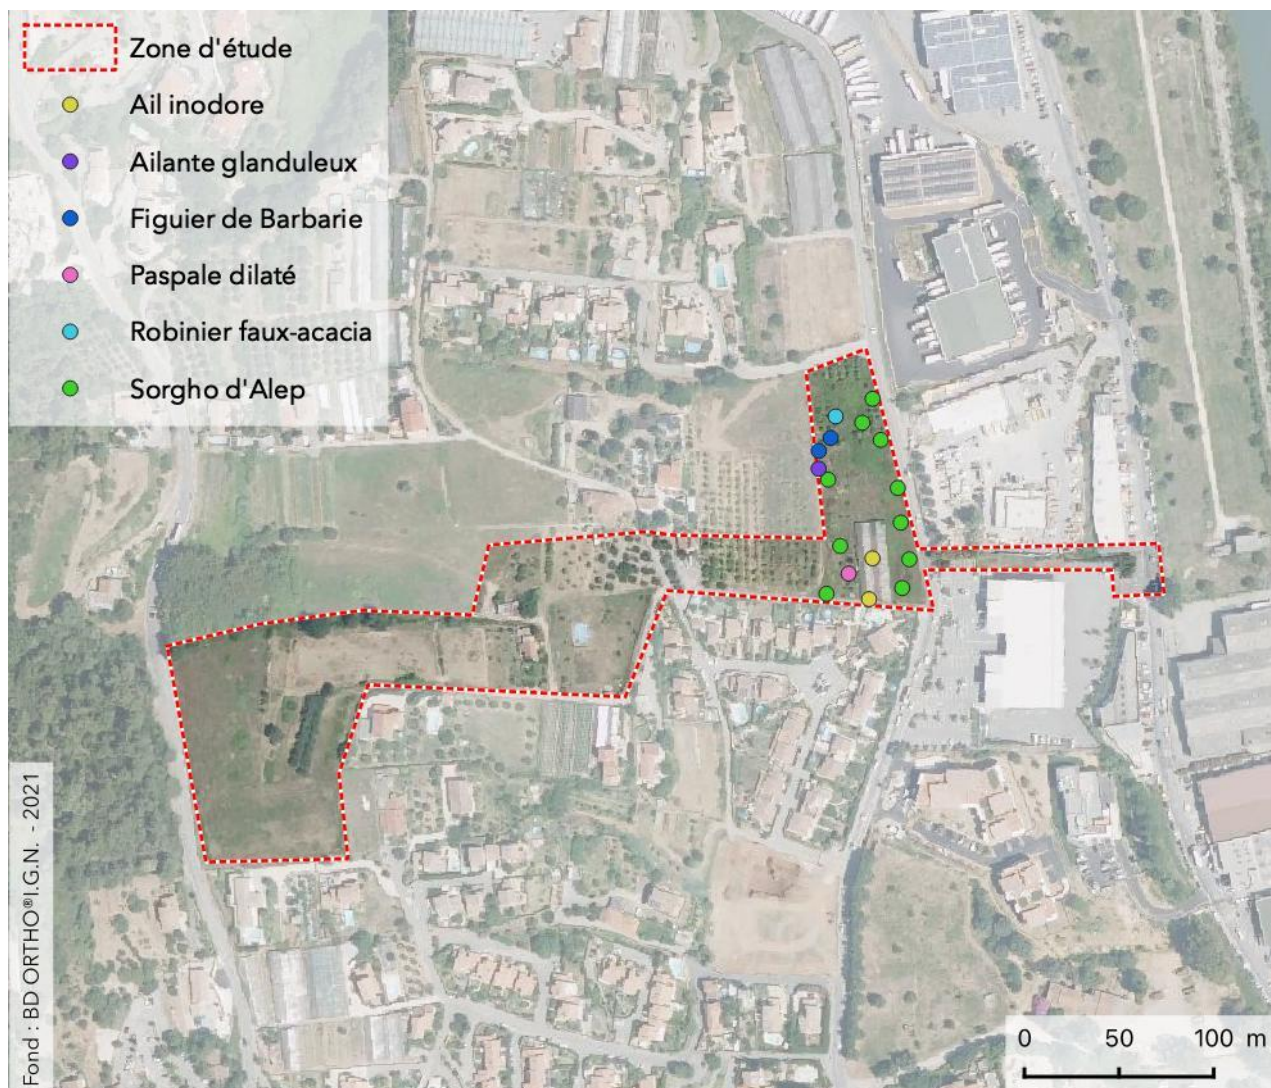 Zone d'étude
Ail inodore
Ailante glanduleux
Figuier de Barbarie
Paspale dilaté
Robinier faux-acacia
Sorgho d'Alep
Fond : BD ORTHO®I.G.N. - 2021
0 50 100 m